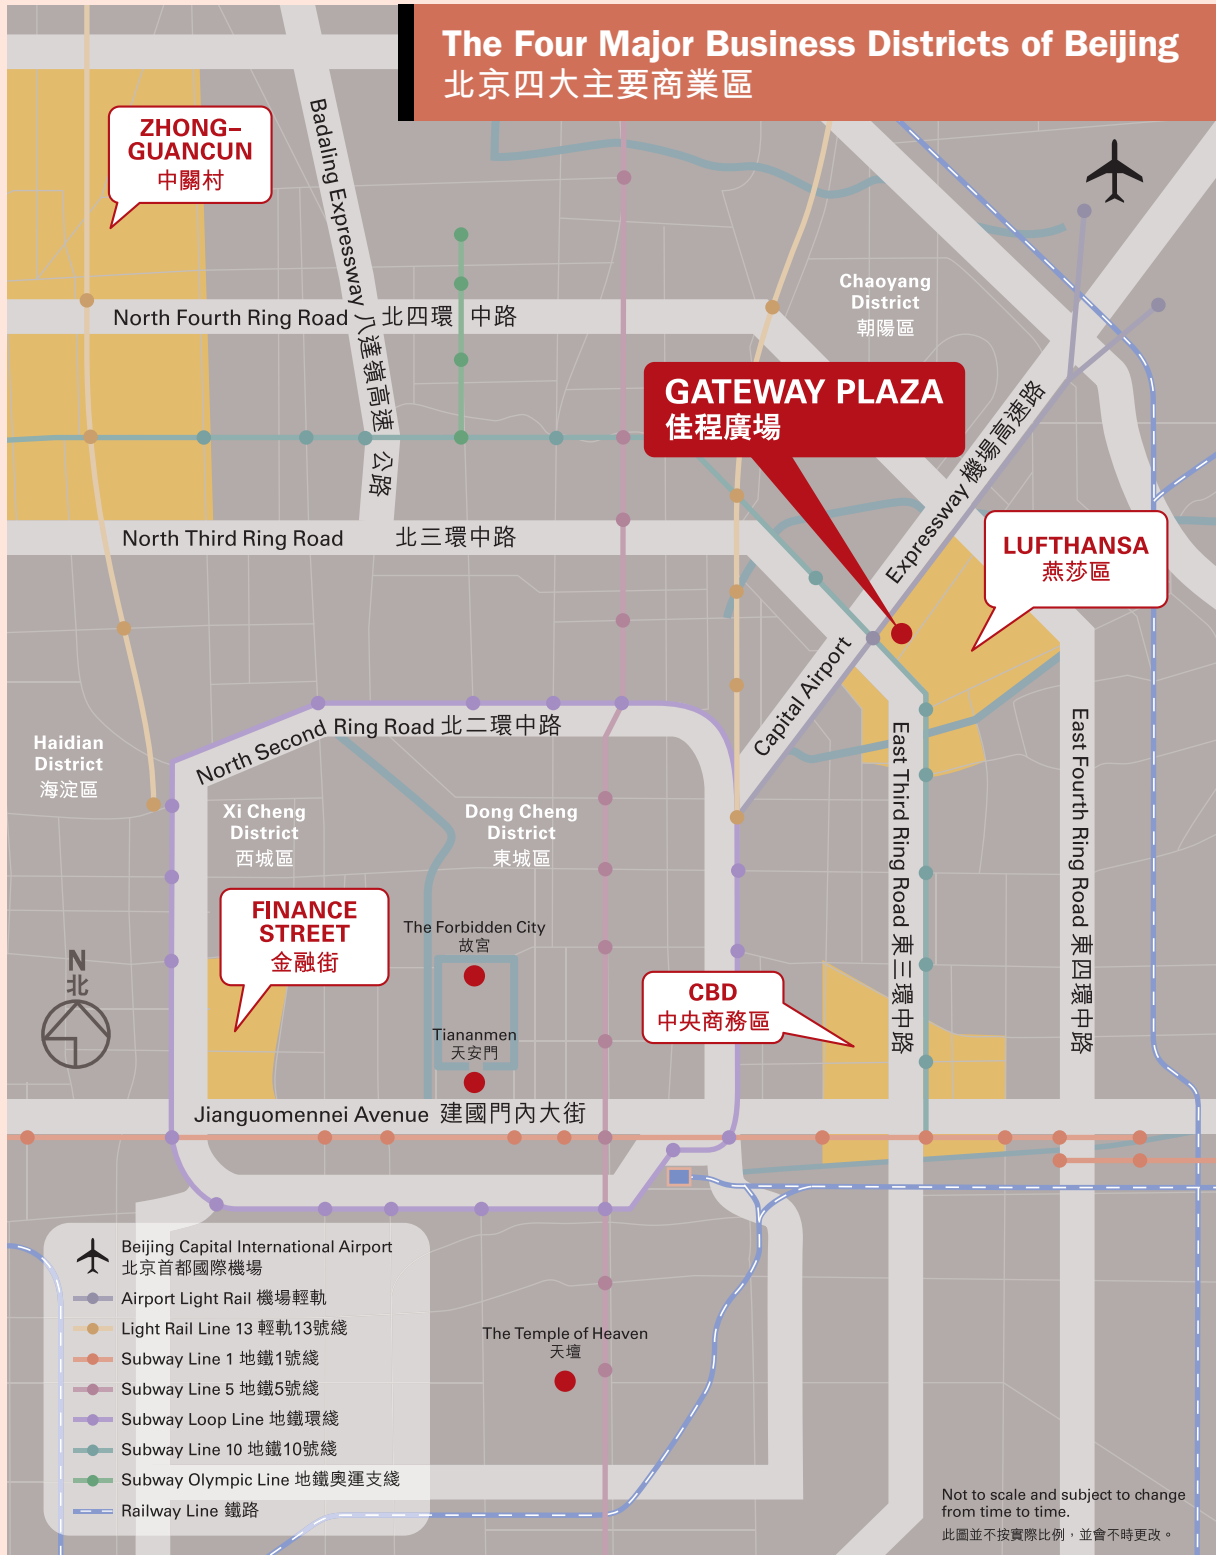 The Four Major Business Districts of Beijing
北京四大主要商業區
ZHONG–
GUANCUN
中關村
Badaling Expressway 八達嶺高速 公路
Chaoyang
District
朝陽區
North Fourth Ring Road 北四環 中路
GATEWAY PLAZA
佳程廣場
Capital Airport Expressway 機場高速路
North Third Ring Road 北三環中路
LUFTHANSA
燕莎區
North Second Ring Road 北二環中路
Haidian
District
海淀區
East Third Ring Road 東三環中路
East Fourth Ring Road 東四環中路
Xi Cheng
District
西城區
Dong Cheng
District
東城區
FINANCE
STREET
金融街
The Forbidden City
故宮
N
北
CBD
中央商務區
Tiananmen
天安門
Jianguomennei Avenue 建國門內大街
Beijing Capital International Airport
北京首都國際機場
Airport Light Rail 機場輕軌
Light Rail Line 13 輕軌13號綫
Subway Line 1 地鐵1號綫
Subway Line 5 地鐵5號綫
Subway Loop Line 地鐵環綫
Subway Line 10 地鐵10號綫
Subway Olympic Line 地鐵奧運支綫
Railway Line 鐵路
The Temple of Heaven
天壇
Not to scale and subject to change
from time to time.
此圖並不按實際比例，並會不時更改。